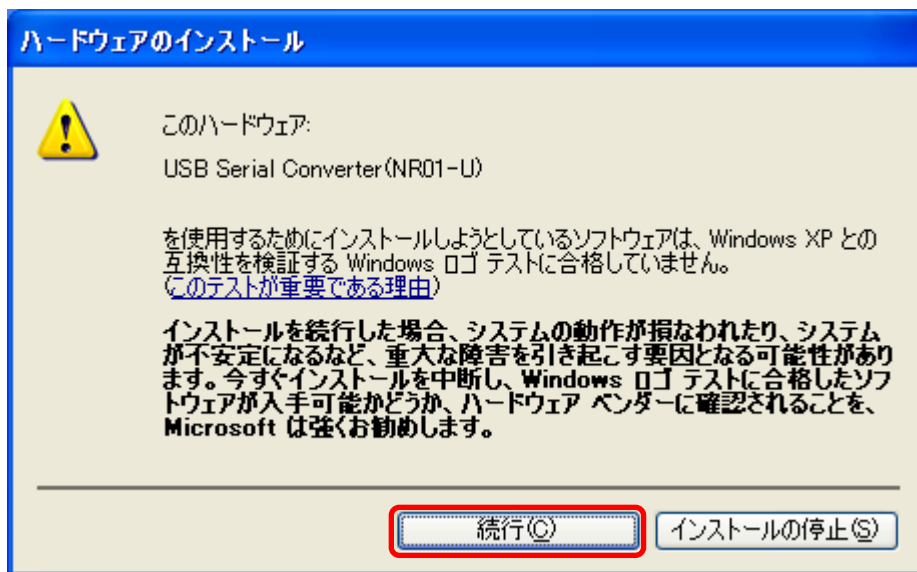 ハードウェアのインストール
このハードウェア:
USB Serial Converter(NR01-U)
を使用するためにインストールしようとしているソフトウェアは、Windows XP との
互換性を検証する Windows ロゴ テストに合格していません。
(このテストが重要である理由)
インストールを続行した場合、システムの動作が損なわれたり、システム
が不安定になるなど、重大な障害を引き起こす要因となる可能性があり
ます。今すぐインストールを中断し、Windows ロゴ テストに合格したソフ
トウェアが入手可能かどうか、ハードウェア ベンダーに確認されることを、
Microsoft は強くお勧めします。
続行(C) インストールの停止(S)